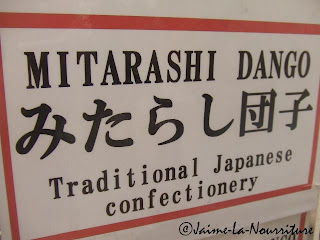 MITARASHI DANGO
みたらし団子
Traditional Japanese
confectionery
©Jaime-La-Nourriture